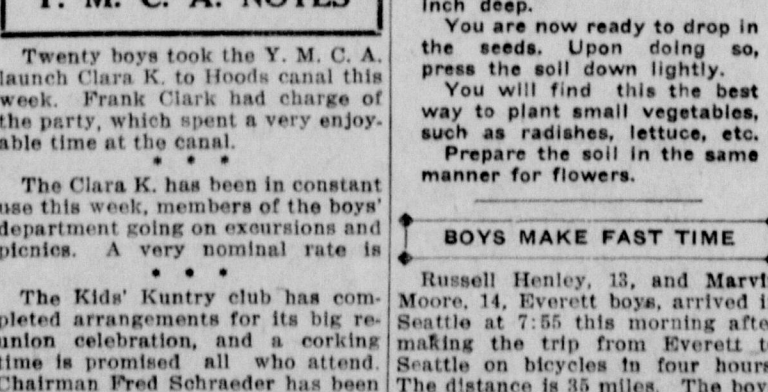 Y. M. C. A. NOTES
Twenty boys took the Y. M. C. A.
launch Clara K. to Hoods canal this
week. Frank Clark had charge of
the party, which spent a very enjoy-
able time at the canal.
* * *
The Clara K. has been in constant
use this week, members of the boys'
department going on excursions and
picnics. A very nominal rate is
* * *
The Kids' Kuntry club has com-
pleted arrangements for its big re-
union celebration, and a corking
time is promised all who attend.
Chairman Fred Schraeder has been
inch deep.
You are now ready to drop in
the seeds. Upon doing so,
press the soil down lightly.
You will find this the best
way to plant small vegetables,
such as radishes, lettuce, etc.
Prepare the soil in the same
manner for flowers.
BOYS MAKE FAST TIME
Russell Henley, 13, and Marvi
Moore, 14, Everett boys, arrived i
Seattle at 7:55 this morning afte
making the trip from Everett t
Seattle on bicycles in four hours
The distance is 35 miles. The boy